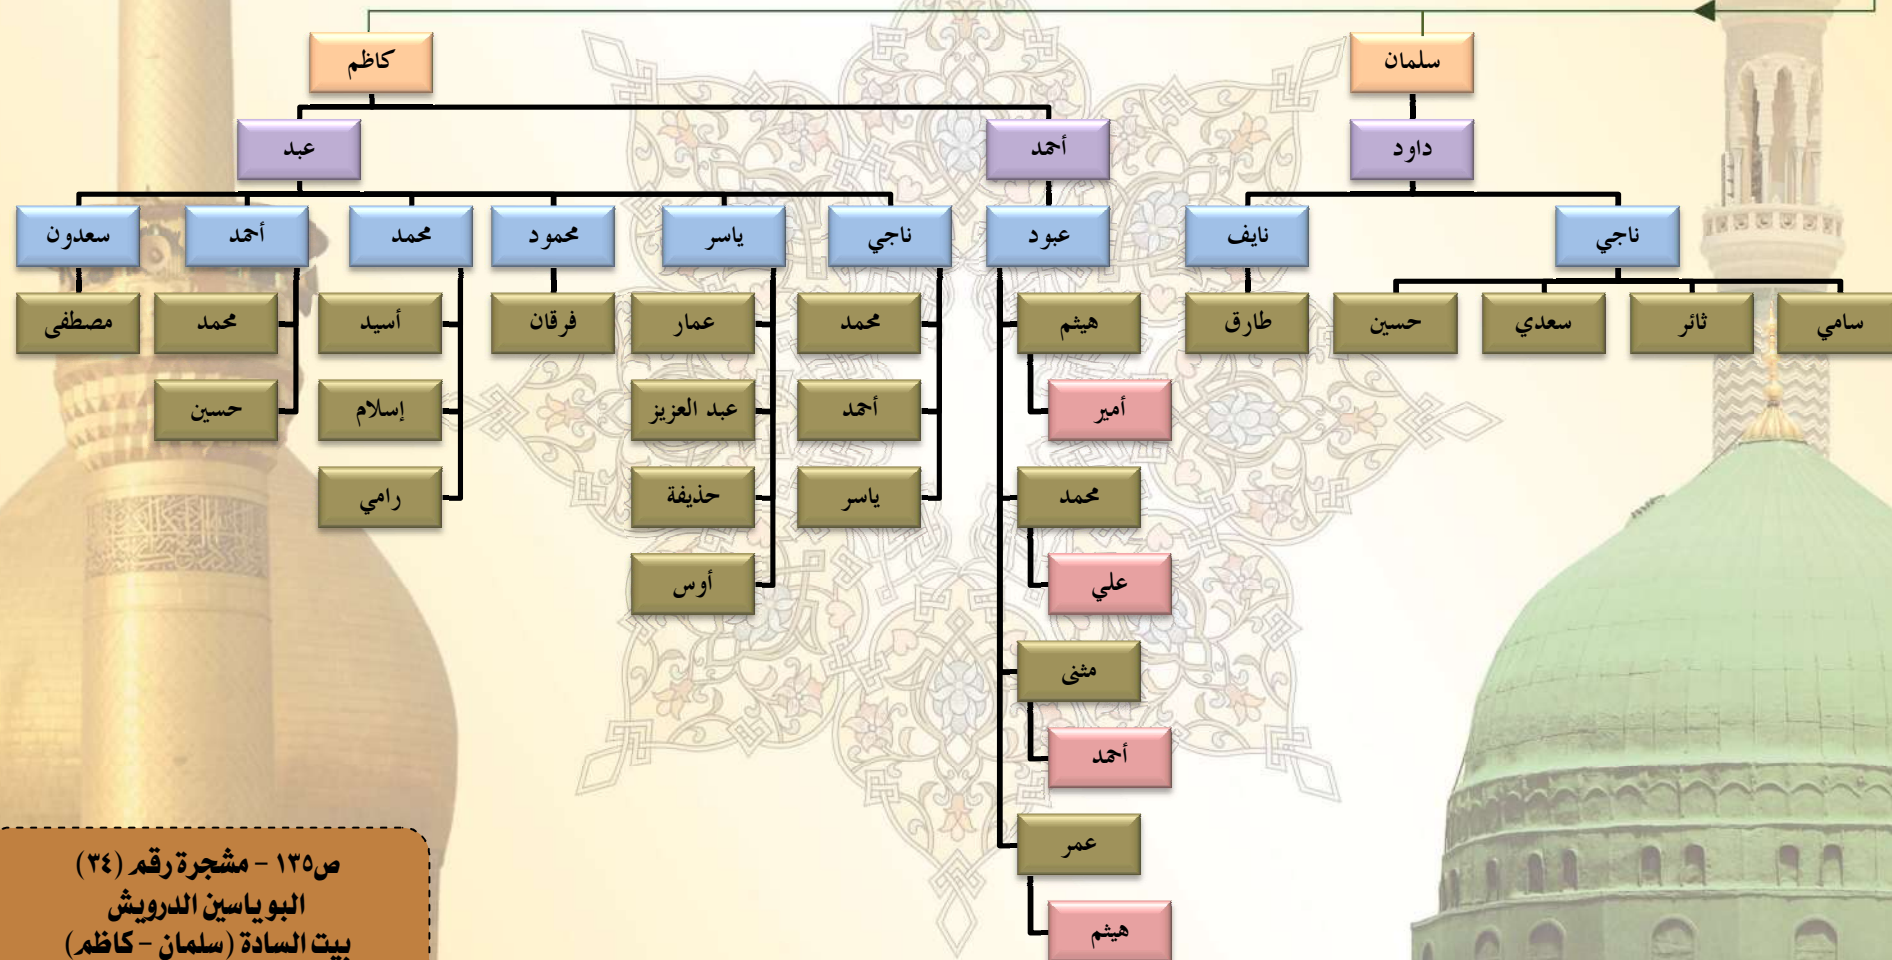 سلمان
كاظم
داود
أحمد
عبد
ناجي
نايف
عبود
ناجي
ياسر
محمود
محمد
أحمد
سعدون
سامي
ثائر
سعدي
حسين
طارق
هيثم
محمد
عمار
فرقان
أسيد
محمد
مصطفى
أمير
أحمد
عبد العزيز
إسلام
حسين
محمد
ياسر
حذيفة
رامي
علي
أوس
مثنى
أحمد
عمر
هيثم
ص١٣٥ - مشجرة رقم (٣٤)
البو ياسين الدرويش
بيت السادة (سلمان - كاظم)